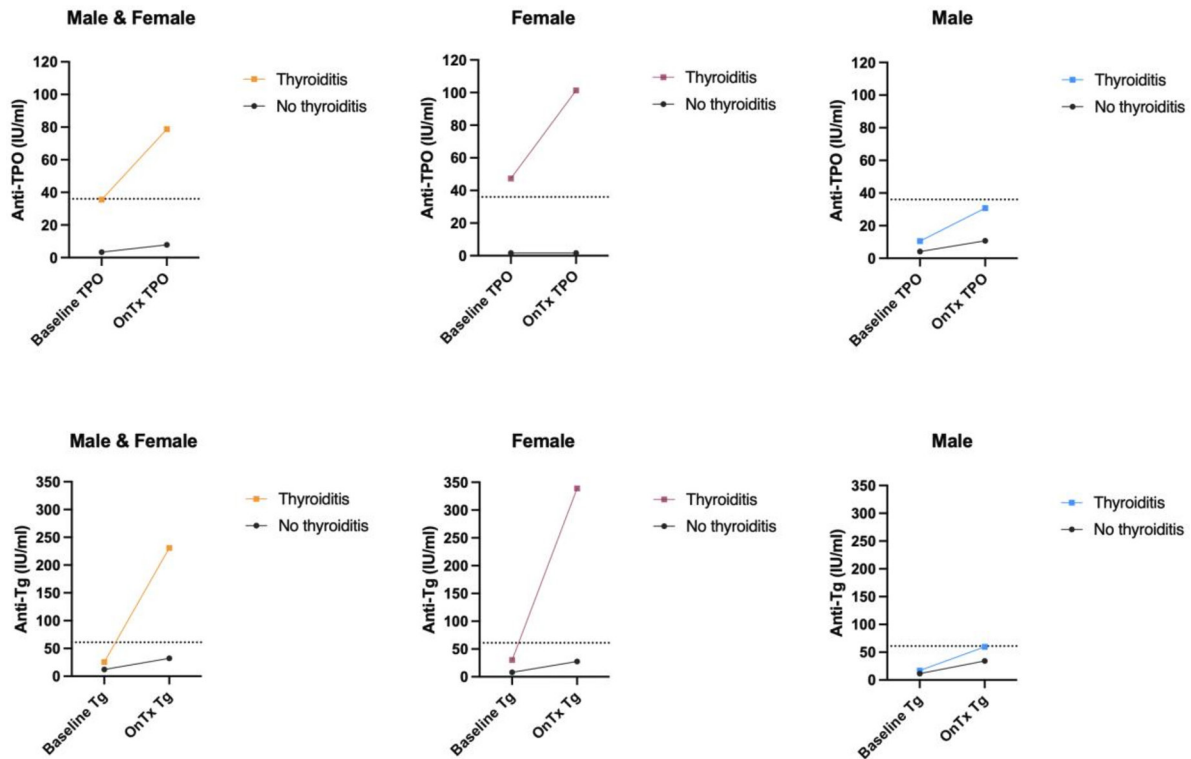 Male & Female
Anti-TPO (IU/ml)
120
100
80
60
40
20
0
Baseline TPO
OnTx TPO
Thyroiditis
No thyroiditis
Female
Anti-TPO (IU/ml)
120
100
80
60
40
20
0
Baseline TPO
OnTx TPO
Thyroiditis
No thyroiditis
Male
Anti-TPO (IU/ml)
120
100
80
60
40
20
0
Baseline TPO
OnTx TPO
Thyroiditis
No thyroiditis
Male & Female
Anti-Tg (IU/ml)
350
300
250
200
150
100
50
0
Baseline Tg
OnTx Tg
Thyroiditis
No thyroiditis
Female
Anti-Tg (IU/ml)
350
300
250
200
150
100
50
0
Baseline Tg
OnTx Tg
Thyroiditis
No thyroiditis
Male
Anti-Tg (IU/ml)
350
300
250
200
150
100
50
0
Baseline Tg
OnTx Tg
Thyroiditis
No thyroiditis